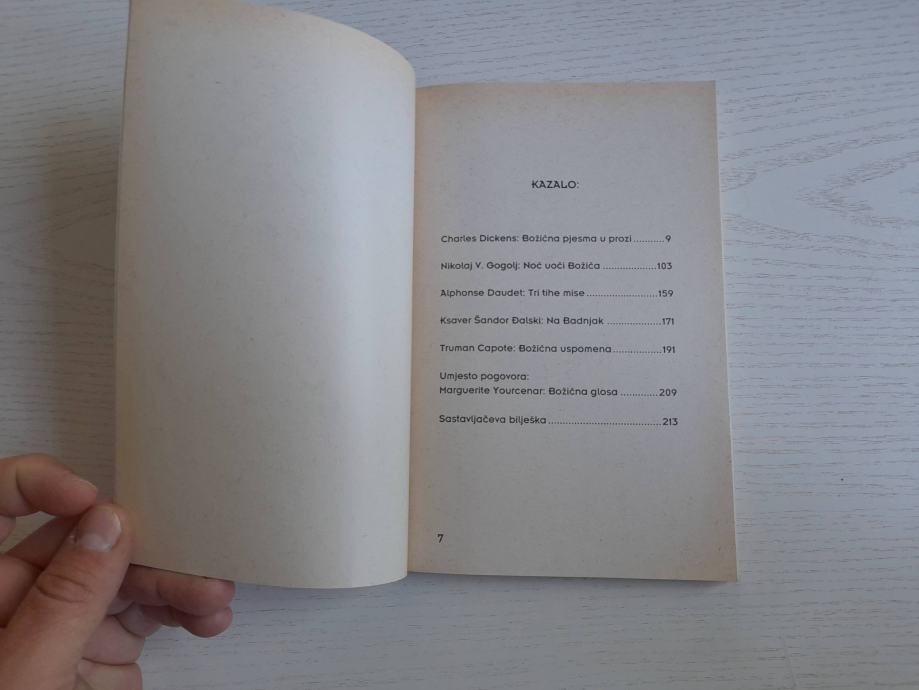 KAZALO:
Charles Dickens: Božićna pjesma u prozi ...........9
Nikolaj V. Gogolj: Noć uoči Božića ...................103
Alphonse Daudet: Tri tihe mise .........................159
Ksaver Šandor Đalski: Na Badnjak ...................171
Truman Capote: Božićna uspomena .................191
Umjesto pogovora:
Marguerite Yourcenar: Božićna glosa .............209
Sastavljačeva bilješka ......................................213
7